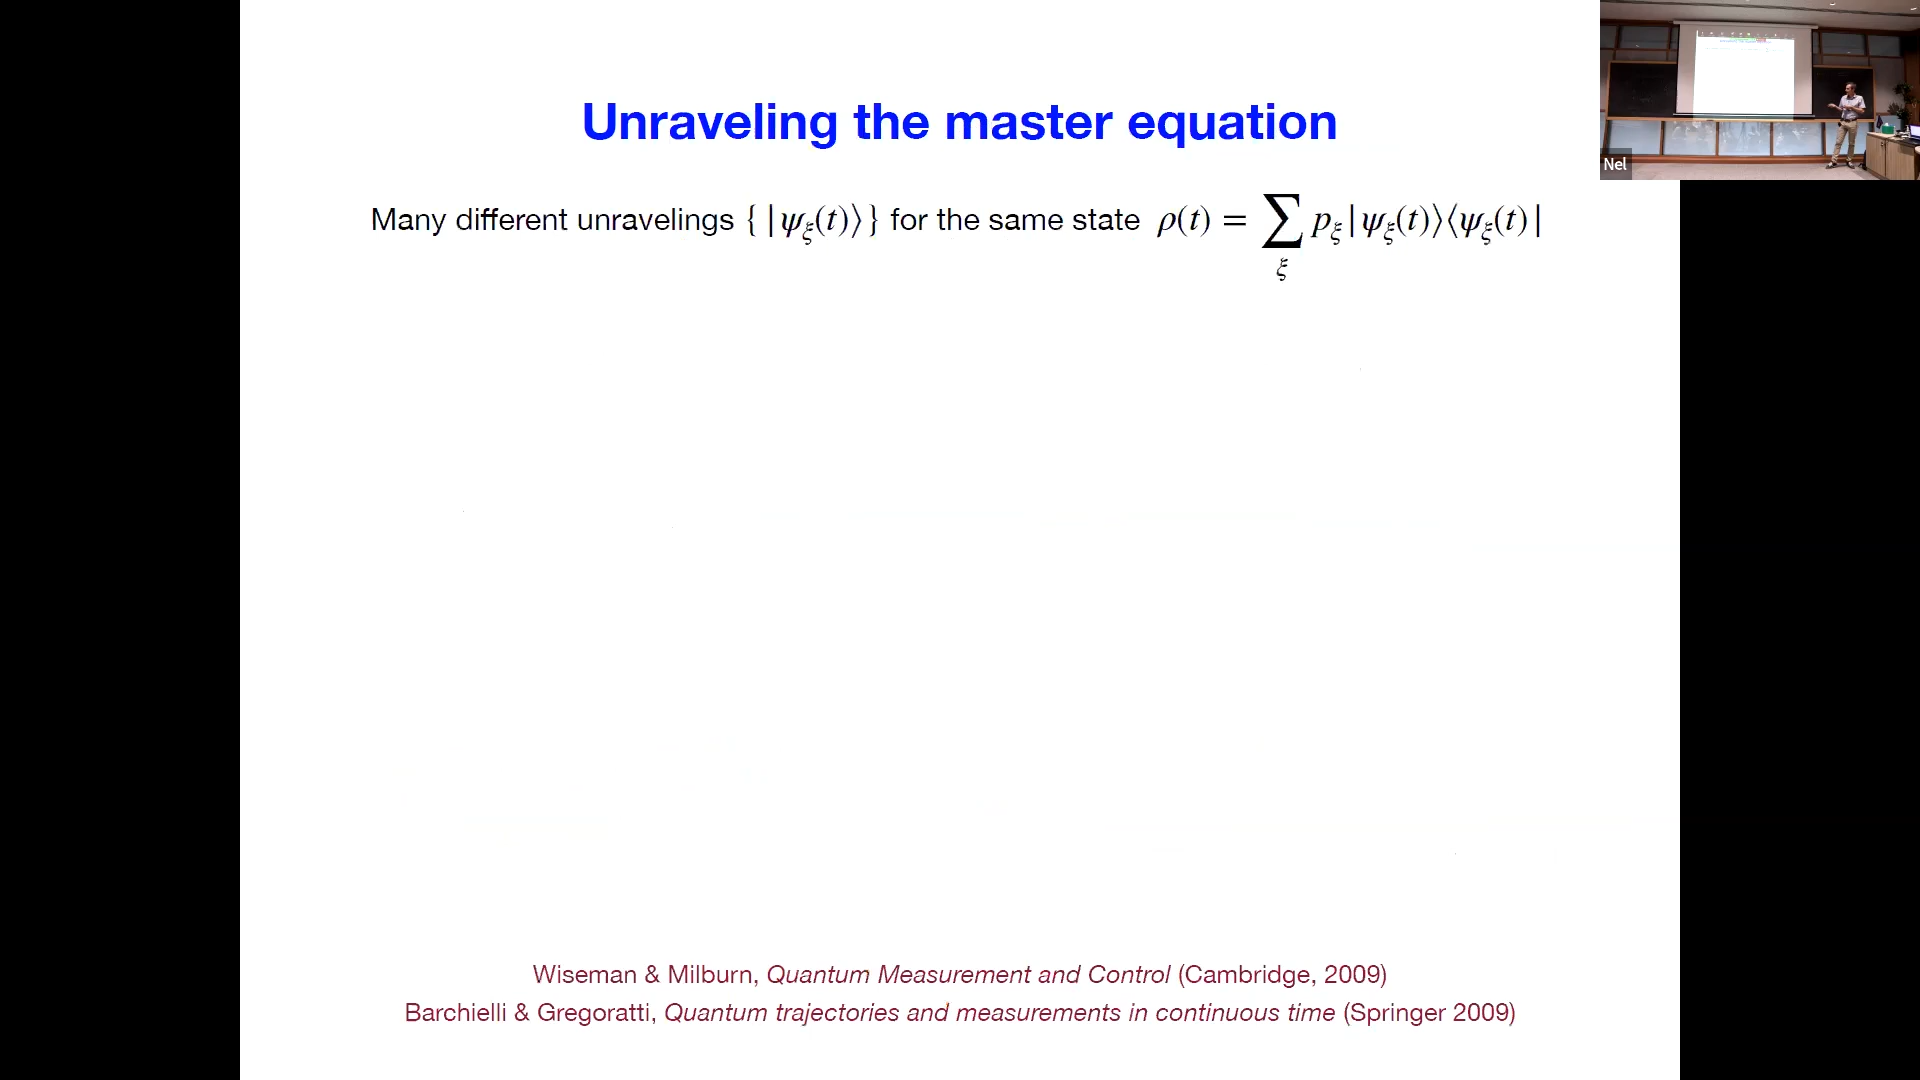 Unraveling the master equation
Many different unravelings { |ψ_ξ(t)⟩ } for the same state ρ(t) = ∑_ξ p_ξ |ψ_ξ(t)⟩⟨ψ_ξ(t)|
Nel
Wiseman & Milburn, Quantum Measurement and Control (Cambridge, 2009)
Barchielli & Gregoratti, Quantum trajectories and measurements in continuous time (Springer 2009)